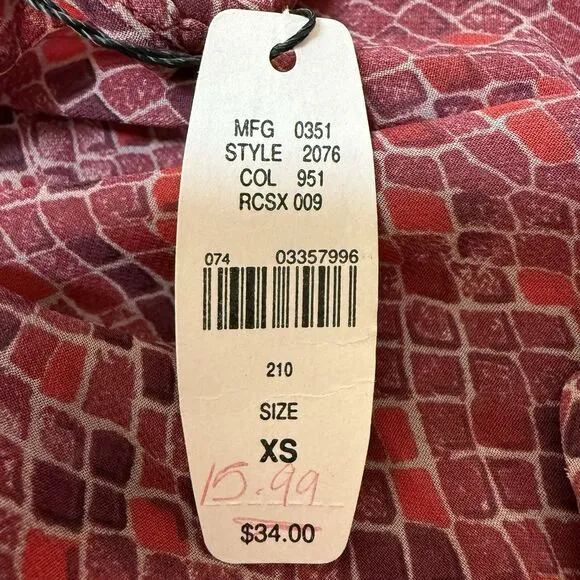 MFG 0351
STYLE 2076
COL 951
RCSX 009
074 03357996
210
SIZE
XS
15.99
$34.00